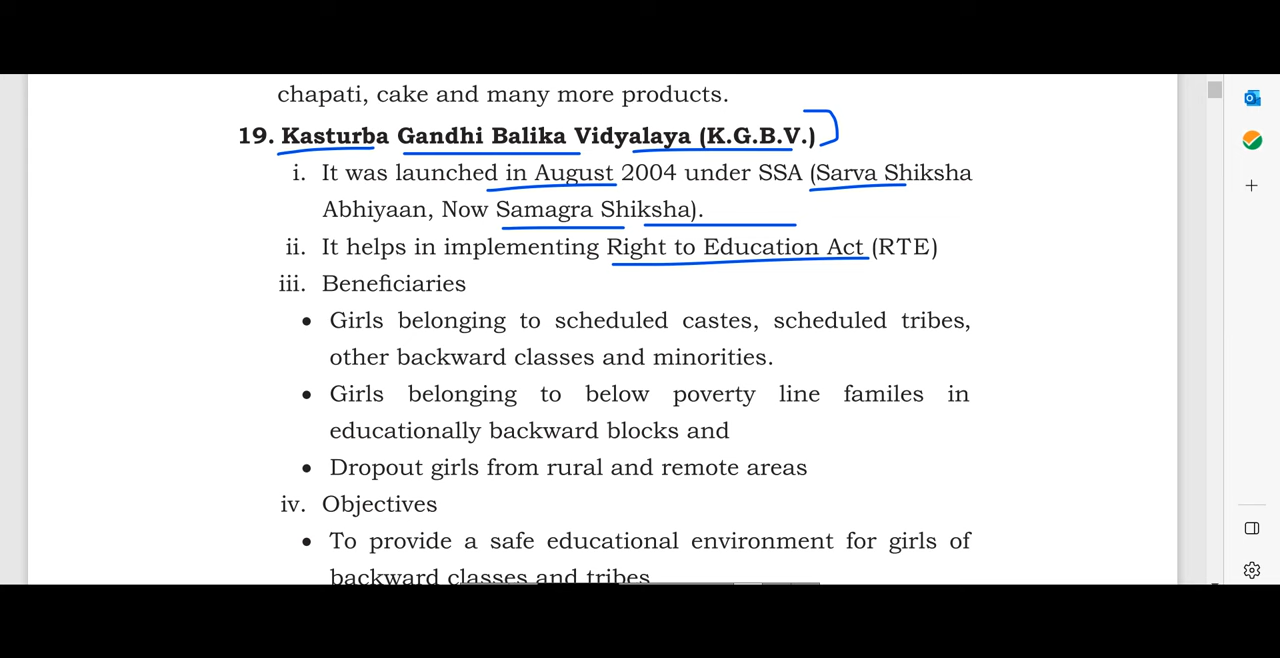 chapati, cake and many more products.
19. Kasturba Gandhi Balika Vidyalaya (K.G.B.V.)
i. It was launched in August 2004 under SSA (Sarva Shiksha
Abhiyaan, Now Samagra Shiksha).
ii. It helps in implementing Right to Education Act (RTE)
iii. Beneficiaries
• Girls belonging to scheduled castes, scheduled tribes,
other backward classes and minorities.
• Girls belonging to below poverty line familes in
educationally backward blocks and
• Dropout girls from rural and remote areas
iv. Objectives
• To provide a safe educational environment for girls of
backward classes and tribes